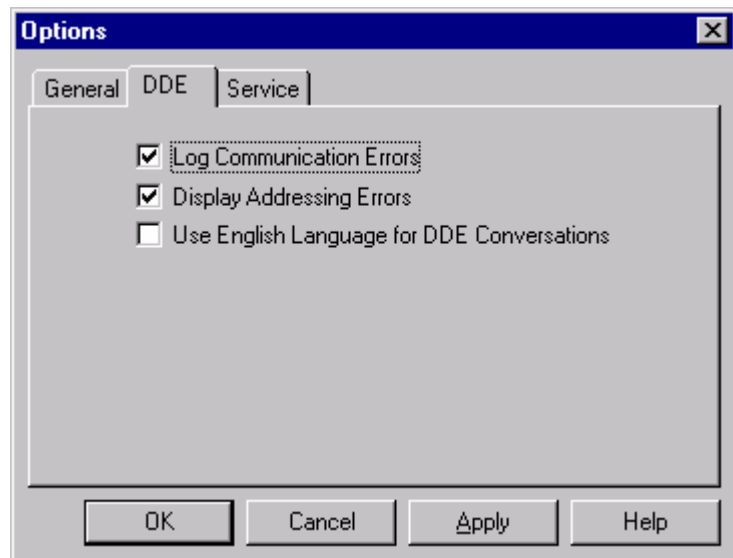 Options
General DDE Service
Log Communication Errors
Display Addressing Errors
Use English Language for DDE Conversations
OK Cancel Apply Help